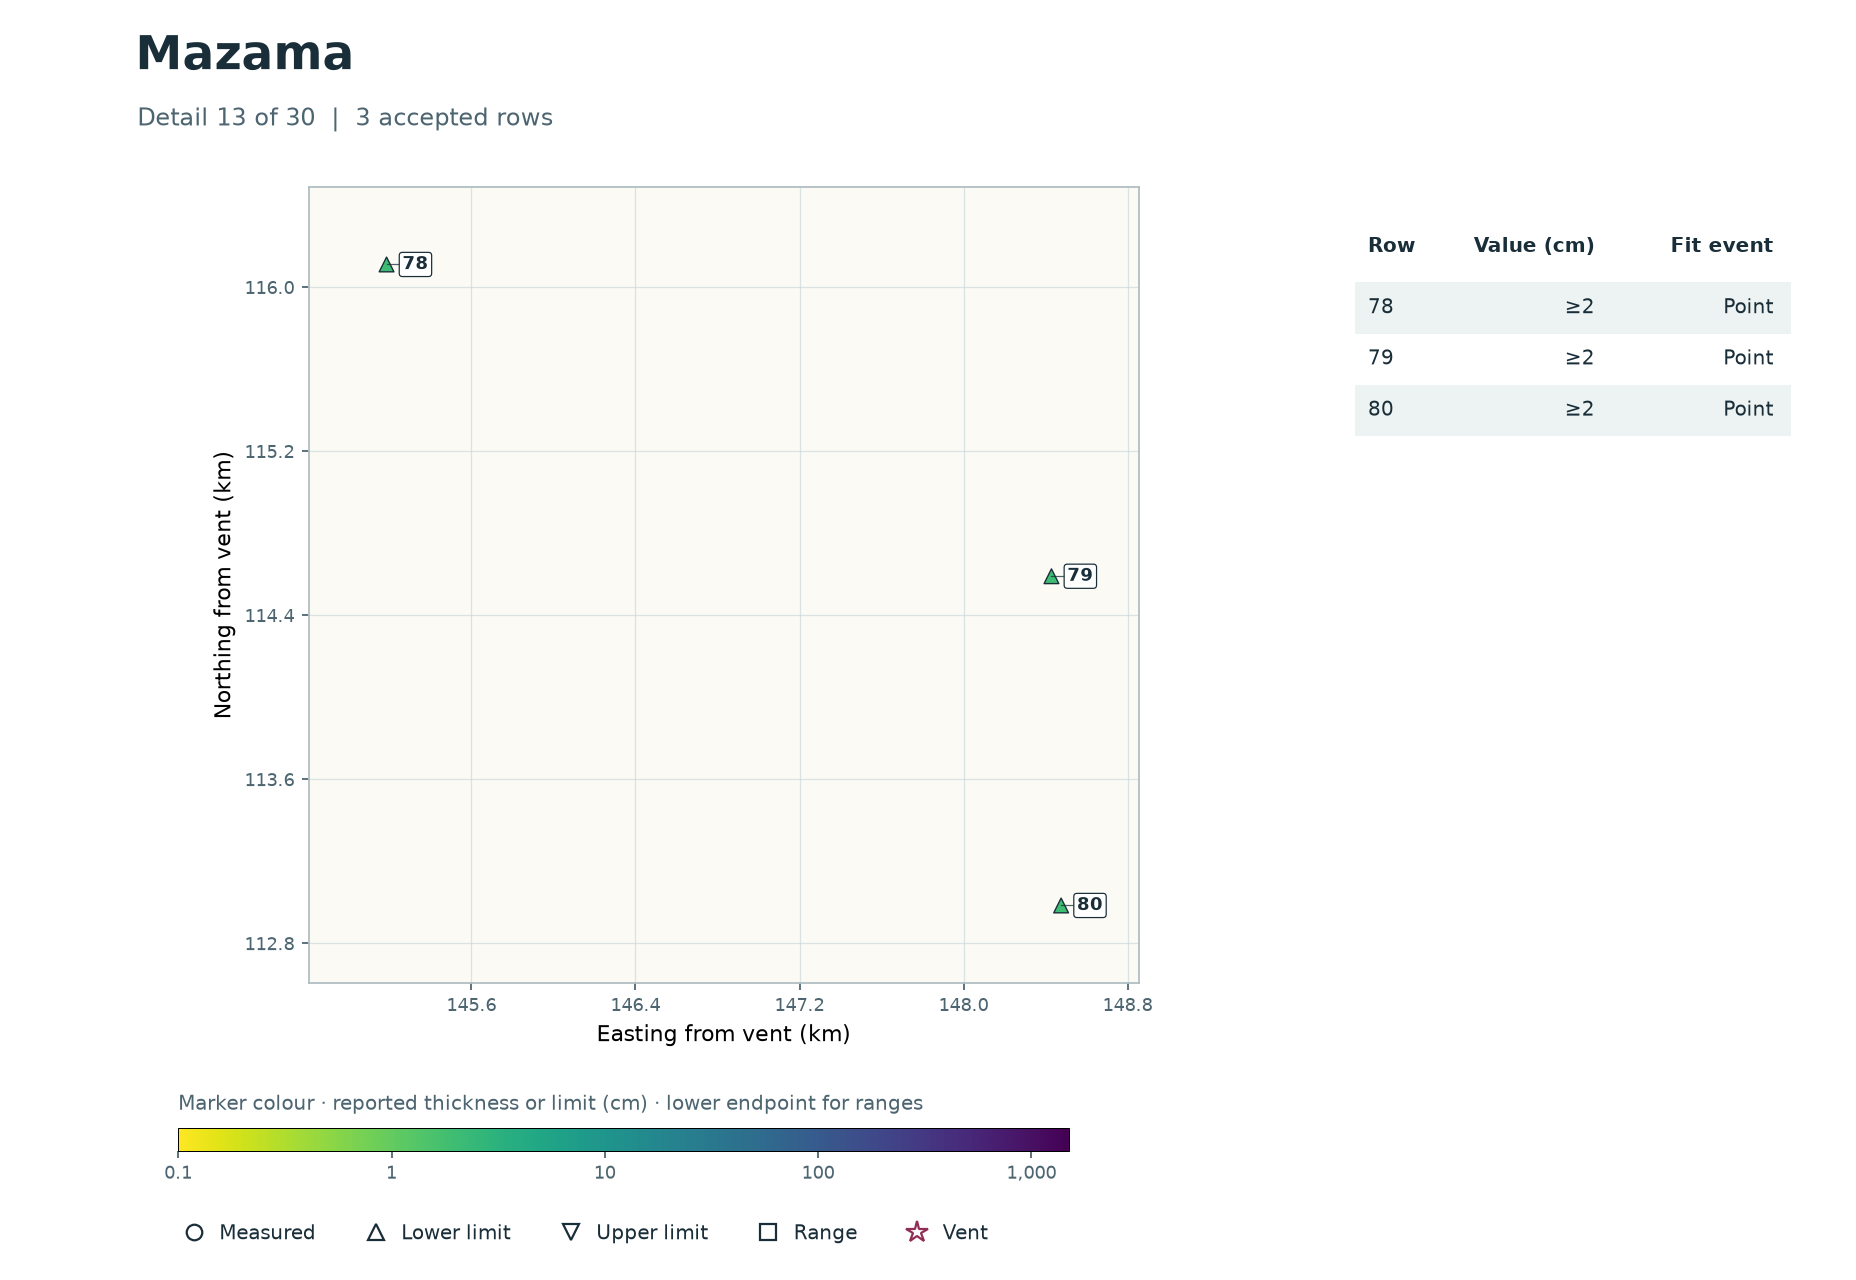 Mazama
Detail 13 of 30 | 3 accepted rows
Row Value (cm) Fit event
78 ≥2 Point
79 ≥2 Point
80 ≥2 Point
Northing from vent (km)
116.0
115.2
114.4
113.6
112.8
78
79
80
145.6 146.4 147.2 148.0 148.8
Easting from vent (km)
Marker colour · reported thickness or limit (cm) · lower endpoint for ranges
0.1 1 10 100 1,000
Measured Lower limit Upper limit Range Vent